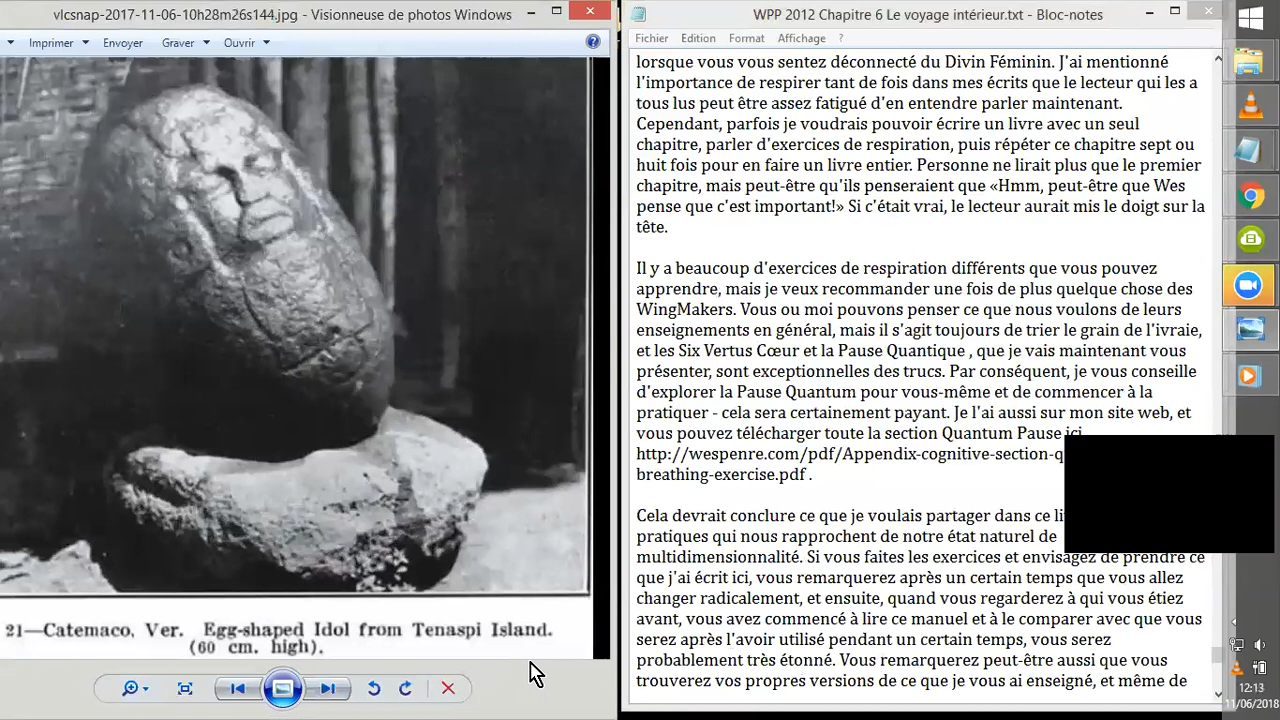 vlcsnap-2017-11-06-10h28m26s144.jpg - Visionneuse de photos Windows
Imprimer
Envoyer
Graver
Ouvrir
21—Catemaco, Ver. Egg-shaped Idol from Tenaspi Island.
(60 cm. high).
WPP 2012 Chapitre 6 Le voyage intérieur.txt - Bloc-notes
Fichier Edition Format Affichage ?
lorsque vous vous sentez déconnecté du Divin Féminin. J'ai mentionné
l'importance de respirer tant de fois dans mes écrits que le lecteur qui les a
tous lus peut être assez fatigué d'en entendre parler maintenant.
Cependant, parfois je voudrais pouvoir écrire un livre avec un seul
chapitre, parler d'exercices de respiration, puis répéter ce chapitre sept ou
huit fois pour en faire un livre entier. Personne ne lirait plus que le premier
chapitre, mais peut-être qu'ils penseraient que «Hmm, peut-être que Wes
pense que c'est important!» Si c'était vrai, le lecteur aurait mis le doigt sur la
tête.
Il y a beaucoup d'exercices de respiration différents que vous pouvez
apprendre, mais je veux recommander une fois de plus quelque chose des
WingMakers. Vous ou moi pouvons penser ce que nous voulons de leurs
enseignements en général, mais il s'agit toujours de trier le grain de l'ivraie,
et les Six Vertus Cœur et la Pause Quantique , que je vais maintenant vous
présenter, sont exceptionnelles des trucs. Par conséquent, je vous conseille
d'explorer la Pause Quantum pour vous-même et de commencer à la
pratiquer - cela sera certainement payant. Je l'ai aussi sur mon site web, et
vous pouvez télécharger toute la section Quantum Pause ici
http://wespenre.com/pdf/Appendix-cognitive-section-q
breathing-exercise.pdf .
Cela devrait conclure ce que je voulais partager dans ce li
pratiques qui nous rapprochent de notre état naturel de
multidimensionnalité. Si vous faites les exercices et envisagez de prendre ce
que j'ai écrit ici, vous remarquerez après un certain temps que vous allez
changer radicalement, et ensuite, quand vous regarderez à qui vous étiez
avant, vous avez commencé à lire ce manuel et à le comparer avec que vous
serez après l'avoir utilisé pendant un certain temps, vous serez
probablement très étonné. Vous remarquerez peut-être aussi que vous
trouverez vos propres versions de ce que je vous ai enseigné, et même de
12:13
11/06/2018